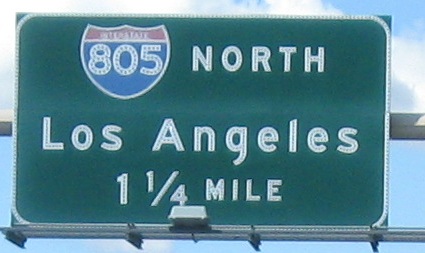 INTERSTATE
805 NORTH
Los Angeles
1 1/4 MILE